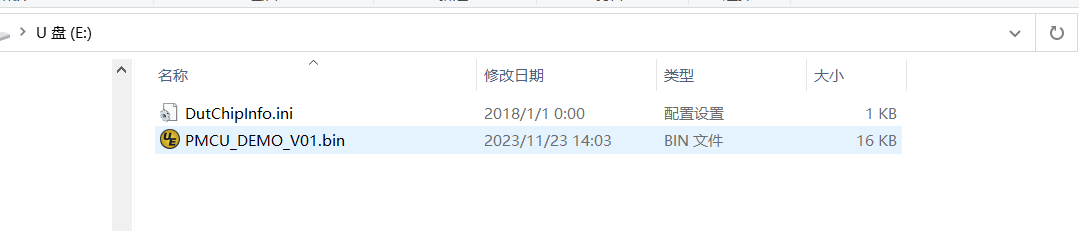 U 盘 (E:)
名称 修改日期 类型 大小
DutChipInfo.ini 2018/1/1 0:00 配置设置 1 KB
PMCU_DEMO_V01.bin 2023/11/23 14:03 BIN 文件 16 KB